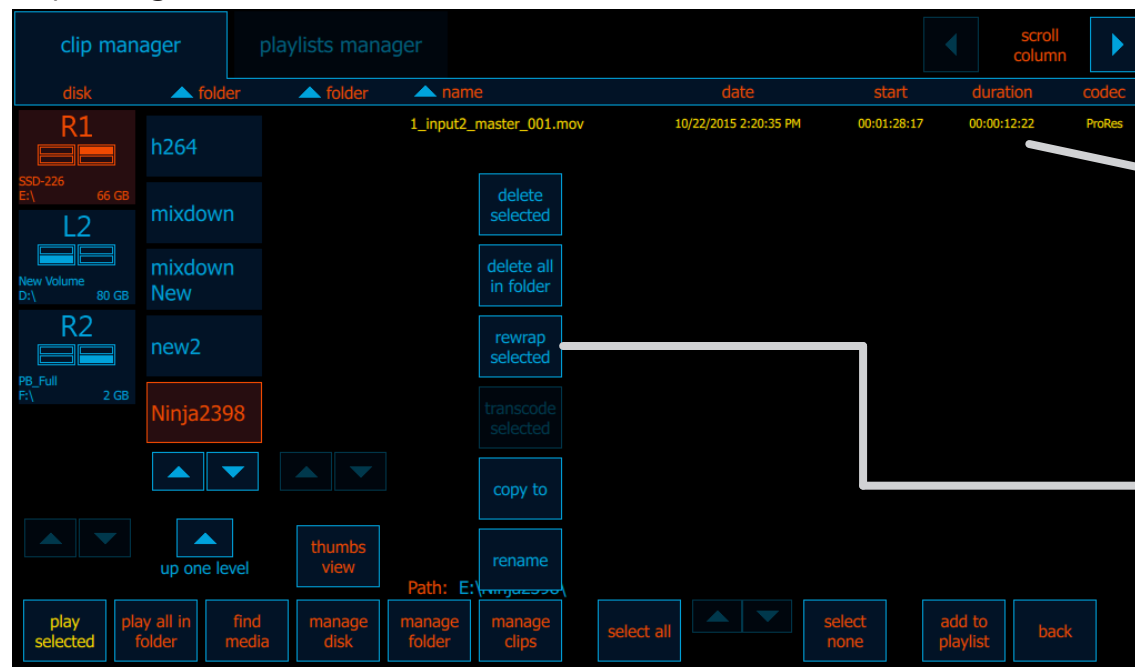 clip manager
playlists manager
scroll
column
disk
folder
folder
name
date
start
duration
codec
R1
SSD-226
E:\ 66 GB
L2
New Volume
D:\ 80 GB
R2
PB_Full
F:\ 2 GB
h264
mixdown
mixdown
New
new2
Ninja2398
1_input2_master_001.mov 10/22/2015 2:20:35 PM 00:01:28:17 00:00:12:22 ProRes
delete
selected
delete all
in folder
rewrap
selected
transcode
selected
copy to
rename
up one level
thumbs
view
Path: E:\Ninja2398\
play
selected
play all in
folder
find
media
manage
disk
manage
folder
manage
clips
select all
select
none
add to
playlist
back